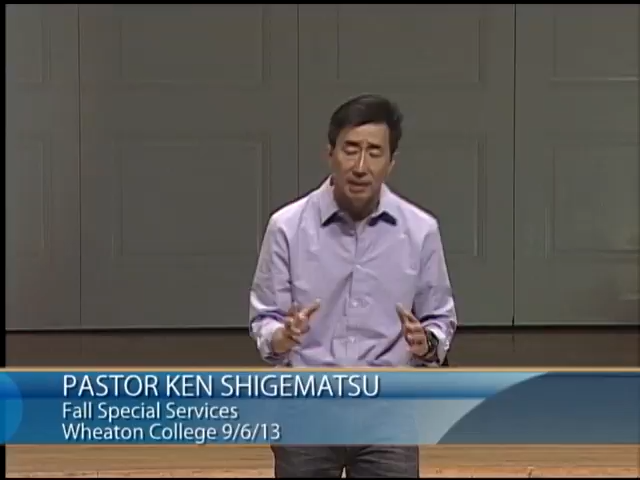 PASTOR KEN SHIGEMATSU
Fall Special Services
Wheaton College 9/6/13